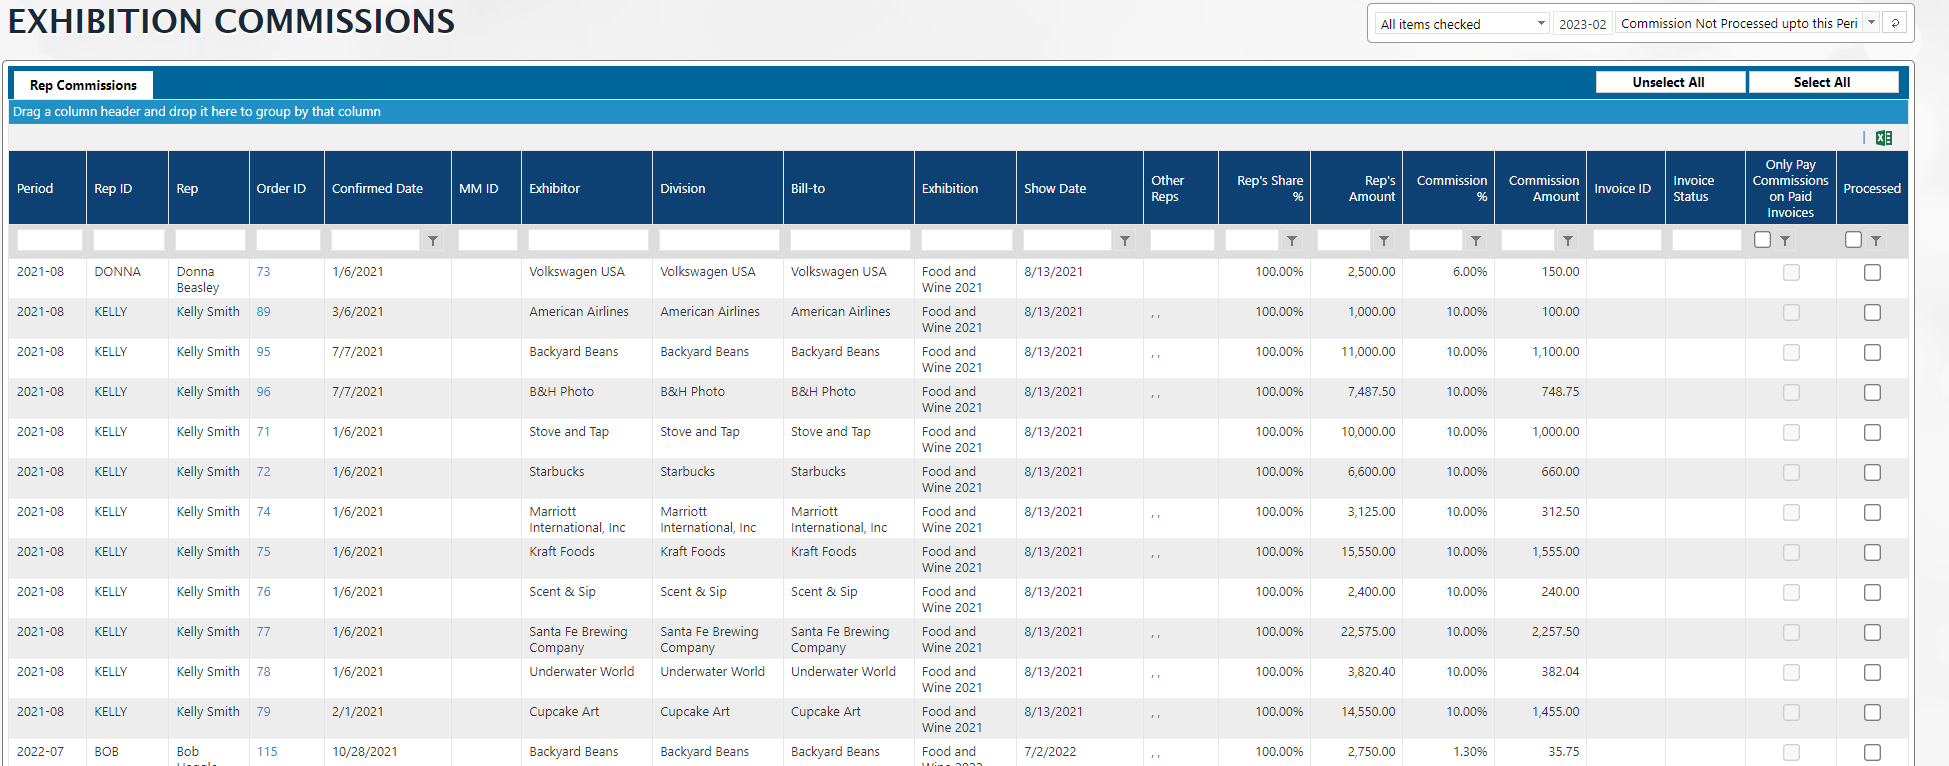 EXHIBITION COMMISSIONS
All items checked 2023-02 Commission Not Processed upto this Peri
Rep Commissions Unselect All Select All
Drag a column header and drop it here to group by that column
Period Rep ID Rep Order ID Confirmed Date MM ID Exhibitor Division Bill-to Exhibition Show Date Other Reps Rep's Share % Rep's Amount Commission % Commission Amount Invoice ID Invoice Status Only Pay Commissions on Paid Invoices Processed
2021-08 DONNA Donna Beasley 73 1/6/2021 Volkswagen USA Volkswagen USA Volkswagen USA Food and Wine 2021 8/13/2021 100.00% 2,500.00 6.00% 150.00
2021-08 KELLY Kelly Smith 89 3/6/2021 American Airlines American Airlines American Airlines Food and Wine 2021 8/13/2021 , , 100.00% 1,000.00 10.00% 100.00
2021-08 KELLY Kelly Smith 95 7/7/2021 Backyard Beans Backyard Beans Backyard Beans Food and Wine 2021 8/13/2021 , , 100.00% 11,000.00 10.00% 1,100.00
2021-08 KELLY Kelly Smith 96 7/7/2021 B&H Photo B&H Photo B&H Photo Food and Wine 2021 8/13/2021 , , 100.00% 7,487.50 10.00% 748.75
2021-08 KELLY Kelly Smith 71 1/6/2021 Stove and Tap Stove and Tap Stove and Tap Food and Wine 2021 8/13/2021 100.00% 10,000.00 10.00% 1,000.00
2021-08 KELLY Kelly Smith 72 1/6/2021 Starbucks Starbucks Starbucks Food and Wine 2021 8/13/2021 100.00% 6,600.00 10.00% 660.00
2021-08 KELLY Kelly Smith 74 1/6/2021 Marriott International, Inc Marriott International, Inc Marriott International, Inc Food and Wine 2021 8/13/2021 , , 100.00% 3,125.00 10.00% 312.50
2021-08 KELLY Kelly Smith 75 1/6/2021 Kraft Foods Kraft Foods Kraft Foods Food and Wine 2021 8/13/2021 , , 100.00% 15,550.00 10.00% 1,555.00
2021-08 KELLY Kelly Smith 76 1/6/2021 Scent & Sip Scent & Sip Scent & Sip Food and Wine 2021 8/13/2021 , , 100.00% 2,400.00 10.00% 240.00
2021-08 KELLY Kelly Smith 77 1/6/2021 Santa Fe Brewing Company Santa Fe Brewing Company Santa Fe Brewing Company Food and Wine 2021 8/13/2021 , , 100.00% 22,575.00 10.00% 2,257.50
2021-08 KELLY Kelly Smith 78 1/6/2021 Underwater World Underwater World Underwater World Food and Wine 2021 8/13/2021 , , 100.00% 3,820.40 10.00% 382.04
2021-08 KELLY Kelly Smith 79 2/1/2021 Cupcake Art Cupcake Art Cupcake Art Food and Wine 2021 8/13/2021 , , 100.00% 14,550.00 10.00% 1,455.00
2022-07 BOB Bob 115 10/28/2021 Backyard Beans Backyard Beans Backyard Beans Food and 7/2/2022 , , 100.00% 2,750.00 1.30% 35.75